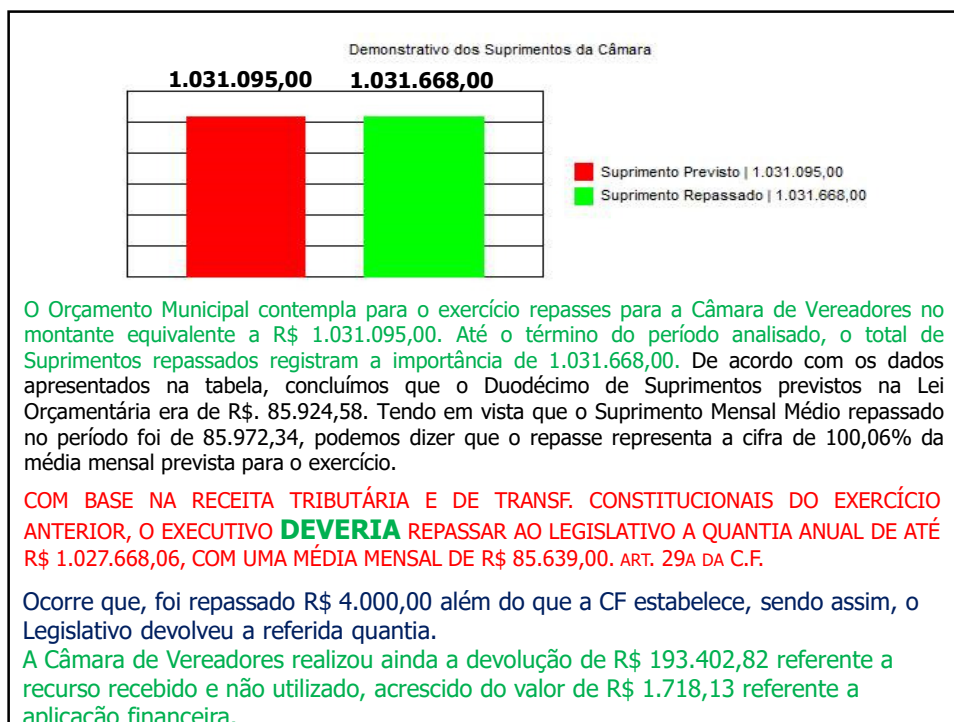 Demonstrativo dos Suprimentos da Câmara
1.031.095,00 1.031.668,00
Suprimento Previsto | 1.031.095,00
Suprimento Repassado | 1.031.668,00
O Orçamento Municipal contempla para o exercício repasses para a Câmara de Vereadores no
montante equivalente a R$ 1.031.095,00. Até o término do período analisado, o total de
Suprimentos repassados registram a importância de 1.031.668,00. De acordo com os dados
apresentados na tabela, concluímos que o Duodécimo de Suprimentos previstos na Lei
Orçamentária era de R$. 85.924,58. Tendo em vista que o Suprimento Mensal Médio repassado
no período foi de 85.972,34, podemos dizer que o repasse representa a cifra de 100,06% da
média mensal prevista para o exercício.
COM BASE NA RECEITA TRIBUTÁRIA E DE TRANSF. CONSTITUCIONAIS DO EXERCÍCIO
ANTERIOR, O EXECUTIVO DEVERIA REPASSAR AO LEGISLATIVO A QUANTIA ANUAL DE ATÉ
R$ 1.027.668,06, COM UMA MÉDIA MENSAL DE R$ 85.639,00. ART. 29A DA C.F.
Ocorre que, foi repassado R$ 4.000,00 além do que a CF estabelece, sendo assim, o
Legislativo devolveu a referida quantia.
A Câmara de Vereadores realizou ainda a devolução de R$ 193.402,82 referente a
recurso recebido e não utilizado, acrescido do valor de R$ 1.718,13 referente a
aplicação financeira.